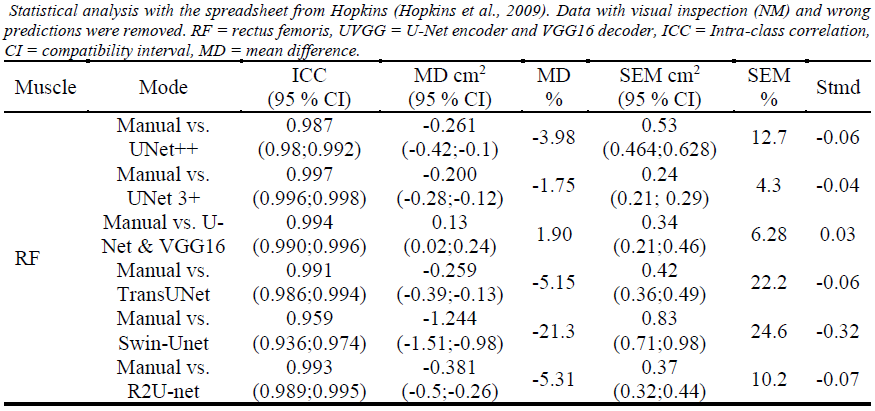 Statistical analysis with the spreadsheet from Hopkins (Hopkins et al., 2009). Data with visual inspection (NM) and wrong
predictions were removed. RF = rectus femoris, UVGG = U-Net encoder and VGG16 decoder, ICC = Intra-class correlation,
CI = compatibility interval, MD = mean difference.
Muscle Mode ICC (95 % CI) MD cm² (95 % CI) MD % SEM cm² (95 % CI) SEM % Stmd
RF
Manual vs. UNet++ 0.987 (0.98;0.992) -0.261 (-0.42;-0.1) -3.98 0.53 (0.464;0.628) 12.7 -0.06
Manual vs. UNet 3+ 0.997 (0.996;0.998) -0.200 (-0.28;-0.12) -1.75 0.24 (0.21; 0.29) 4.3 -0.04
Manual vs. U-Net & VGG16 0.994 (0.990;0.996) 0.13 (0.02;0.24) 1.90 0.34 (0.21;0.46) 6.28 0.03
Manual vs. TransUNet 0.991 (0.986;0.994) -0.259 (-0.39;-0.13) -5.15 0.42 (0.36;0.49) 22.2 -0.06
Manual vs. Swin-Unet 0.959 (0.936;0.974) -1.244 (-1.51;-0.98) -21.3 0.83 (0.71;0.98) 24.6 -0.32
Manual vs. R2U-net 0.993 (0.989;0.995) -0.381 (-0.5;-0.26) -5.31 0.37 (0.32;0.44) 10.2 -0.07